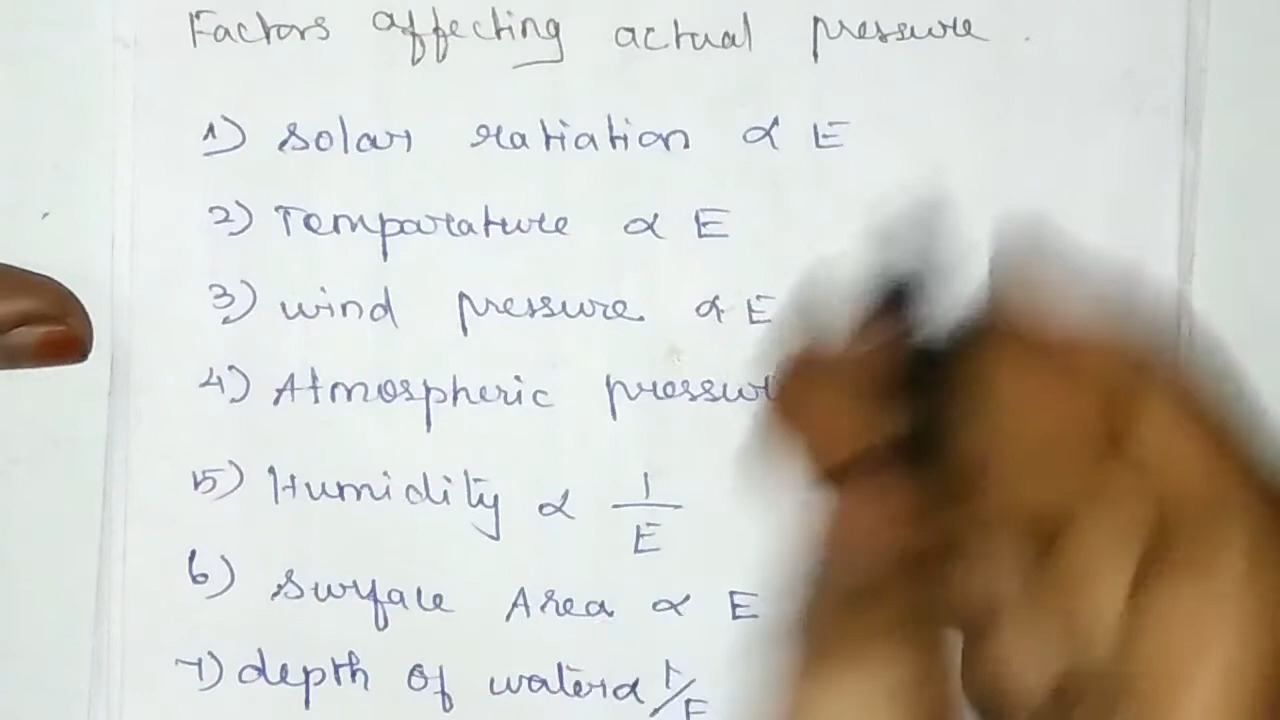 Factors affecting actual pressure.
1) Solar ratiation ∝ E
2) Temparature ∝ E
3) wind pressure ∝ E
4) Atmospheric
5) Humidity ∝ 1/E
6) Surface Area ∝ E
7) depth of water ∝ 1/E